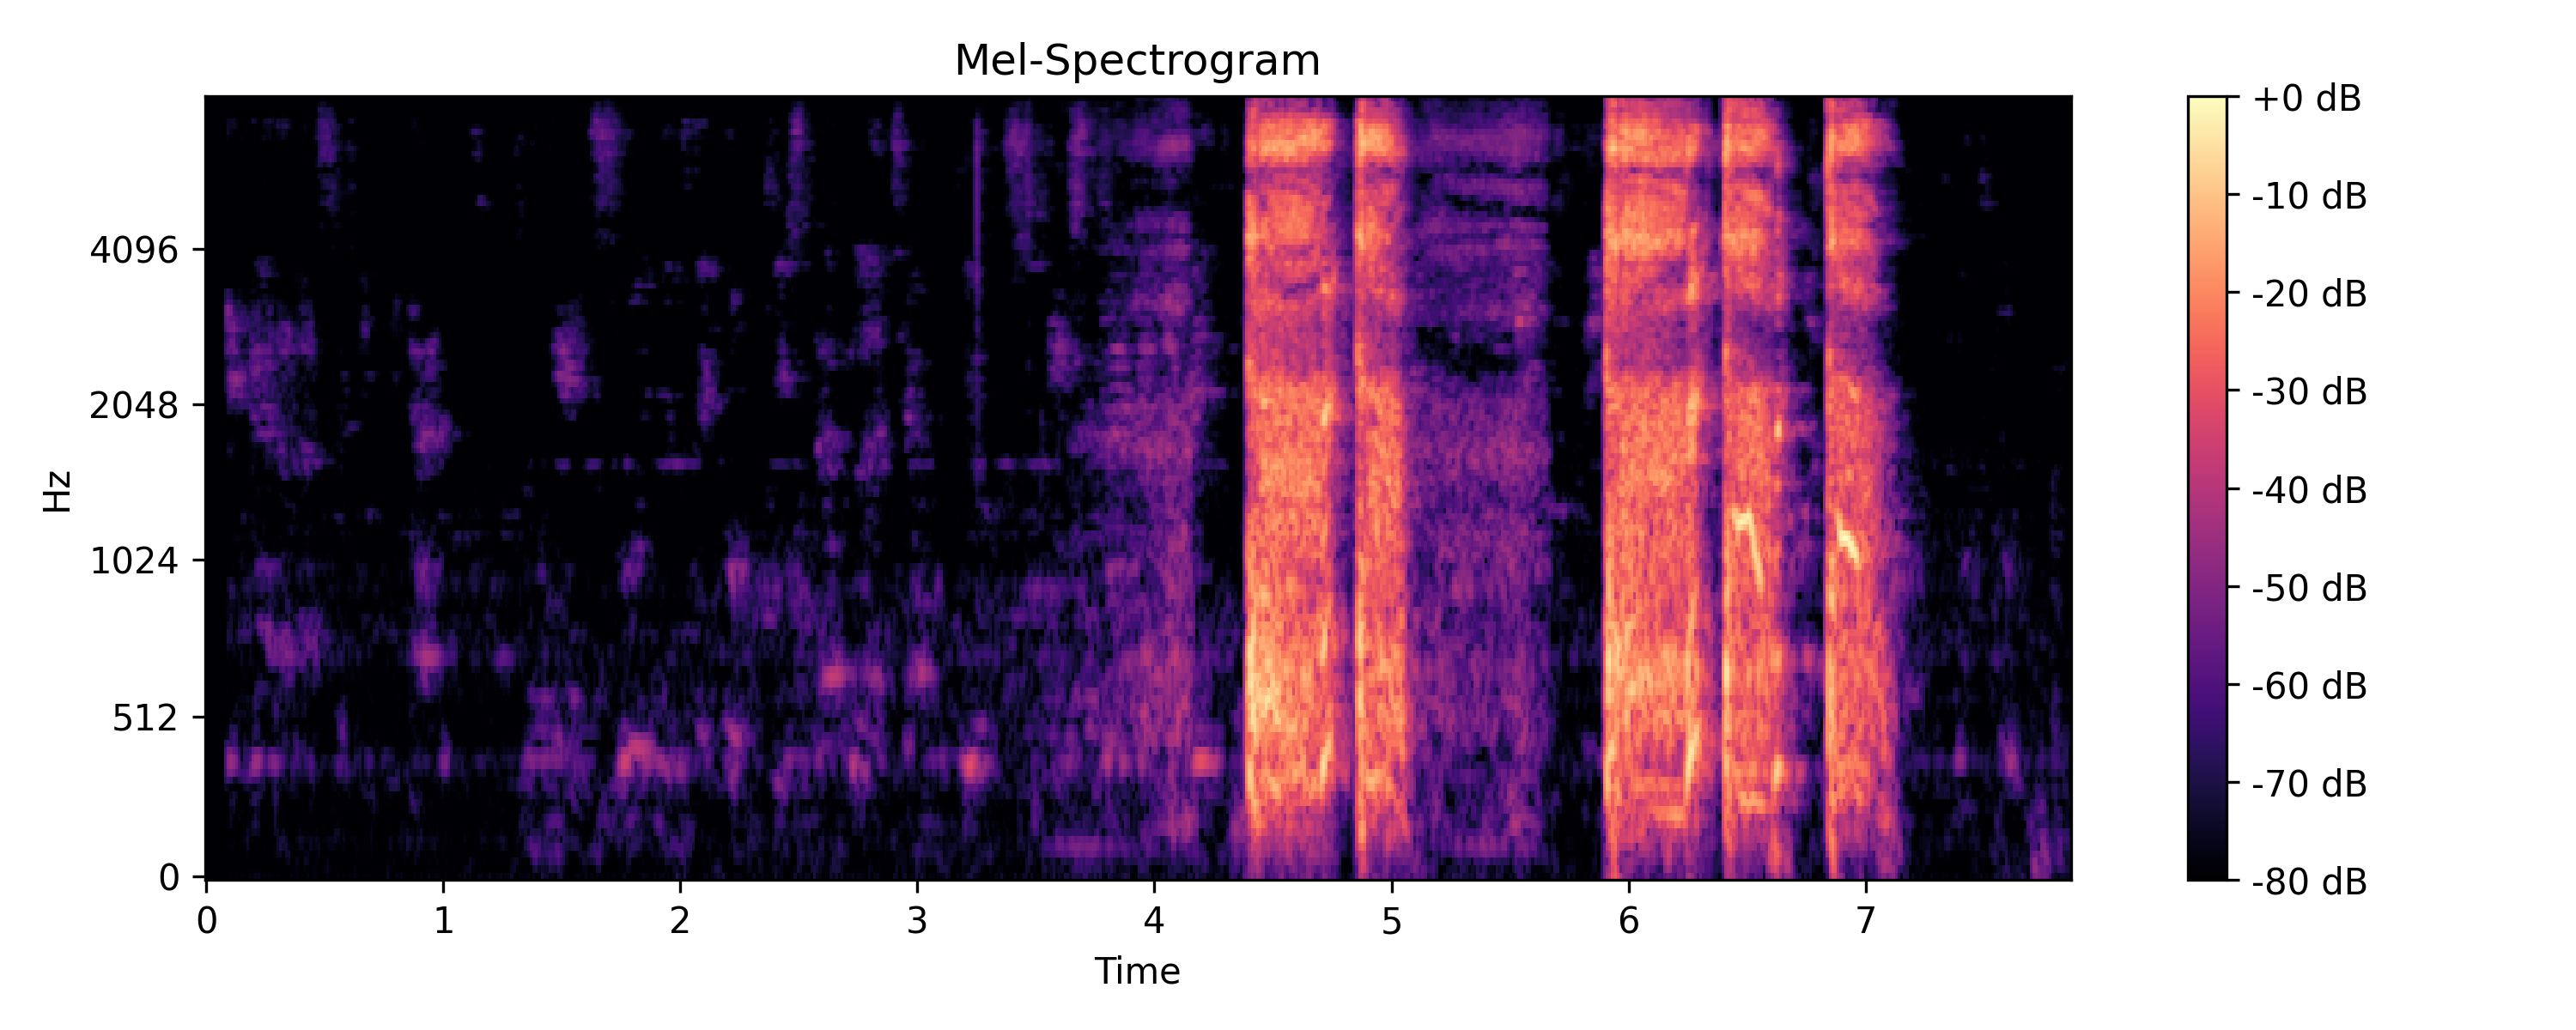 Mel-Spectrogram
+0 dB
-10 dB
-20 dB
-30 dB
-40 dB
-50 dB
-60 dB
-70 dB
-80 dB
4096
2048
1024
512
0
Hz
0 1 2 3 4 5 6 7
Time